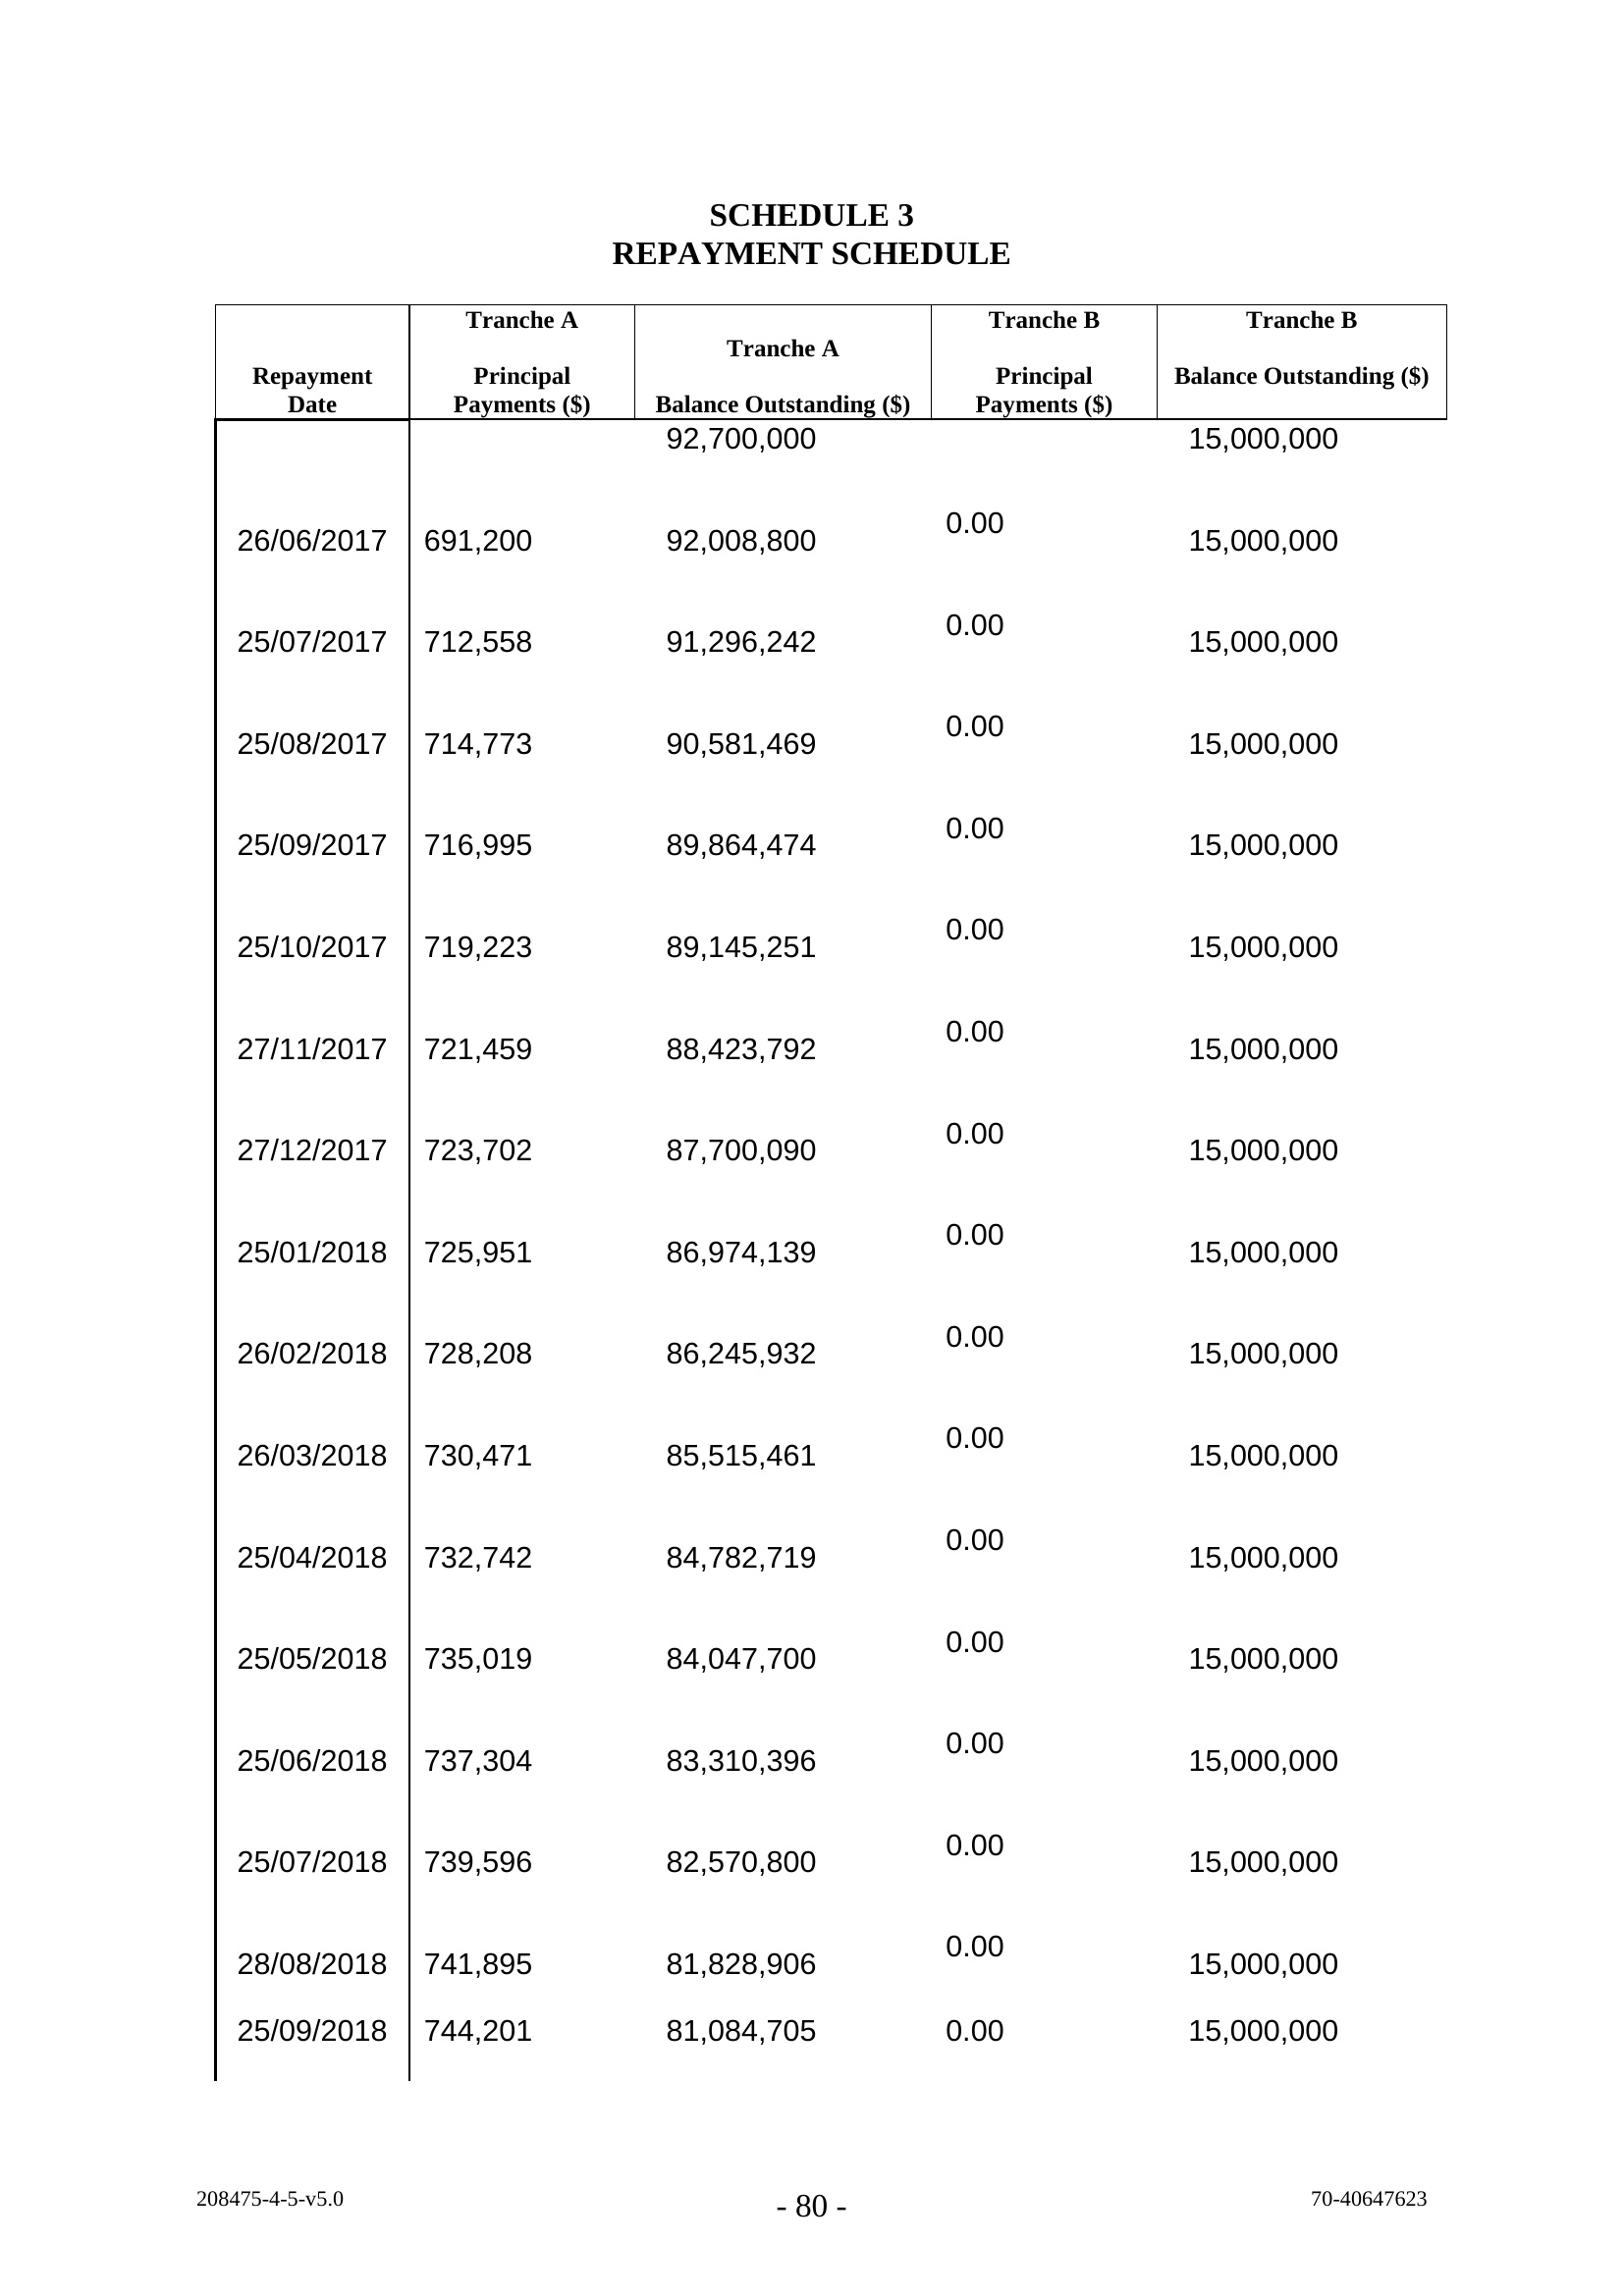 SCHEDULE 3
REPAYMENT SCHEDULE
Repayment Date Tranche A Principal Payments ($) Tranche A Balance Outstanding ($) Tranche B Principal Payments ($) Tranche B Balance Outstanding ($)
92,700,000 15,000,000
26/06/2017 691,200 92,008,800 0.00 15,000,000
25/07/2017 712,558 91,296,242 0.00 15,000,000
25/08/2017 714,773 90,581,469 0.00 15,000,000
25/09/2017 716,995 89,864,474 0.00 15,000,000
25/10/2017 719,223 89,145,251 0.00 15,000,000
27/11/2017 721,459 88,423,792 0.00 15,000,000
27/12/2017 723,702 87,700,090 0.00 15,000,000
25/01/2018 725,951 86,974,139 0.00 15,000,000
26/02/2018 728,208 86,245,932 0.00 15,000,000
26/03/2018 730,471 85,515,461 0.00 15,000,000
25/04/2018 732,742 84,782,719 0.00 15,000,000
25/05/2018 735,019 84,047,700 0.00 15,000,000
25/06/2018 737,304 83,310,396 0.00 15,000,000
25/07/2018 739,596 82,570,800 0.00 15,000,000
28/08/2018 741,895 81,828,906 0.00 15,000,000
25/09/2018 744,201 81,084,705 0.00 15,000,000
208475-4-5-v5.0 - 80 - 70-40647623